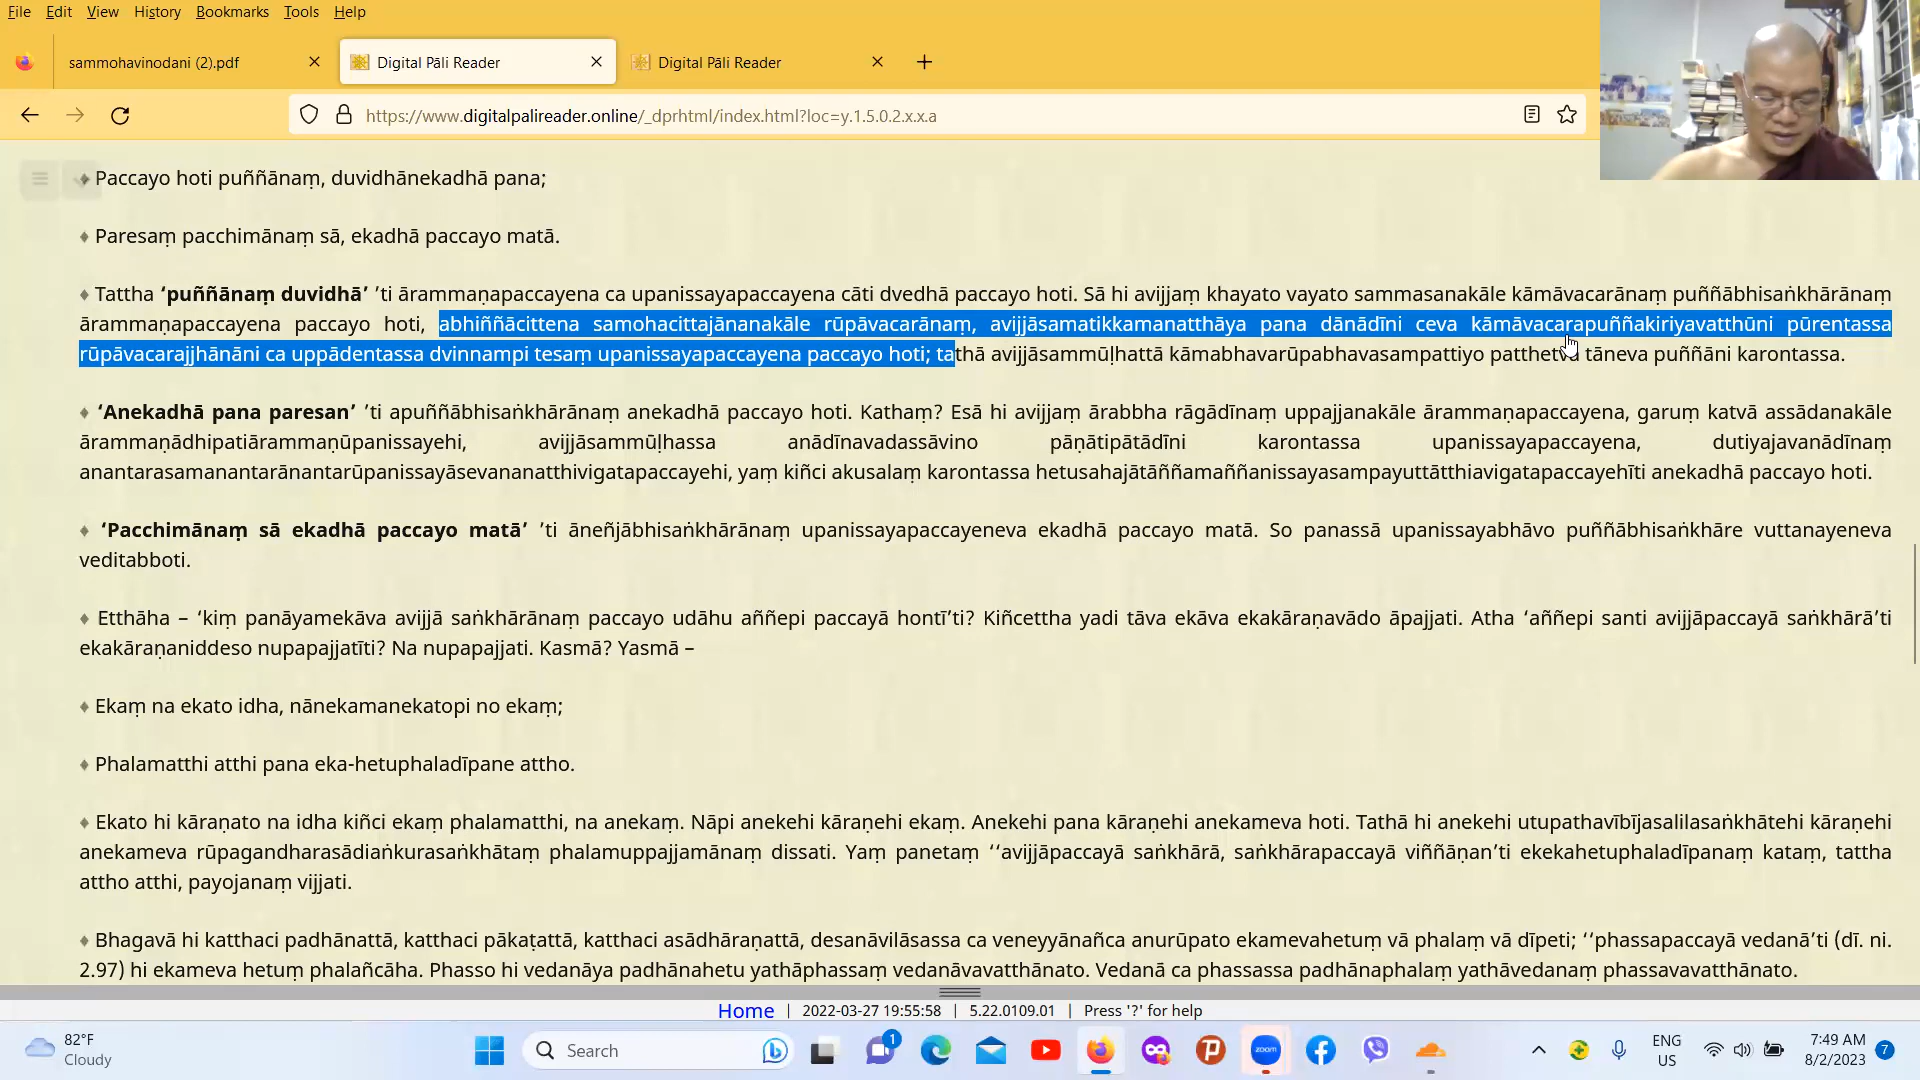 File Edit View History Bookmarks Tools Help
sammohavinodani (2).pdf
Digital Pāli Reader
Digital Pāli Reader
https://www.digitalpalireader.online/_dprhtml/index.html?loc=y.1.5.0.2.x.x.a
♦ Paccayo hoti puññānaṃ, duvidhānekadhā pana;
♦ Paresaṃ pacchimānaṃ sā, ekadhā paccayo matā.
♦ Tattha ‘puññānaṃ duvidhā’ ’ti ārammaṇapaccayena ca upanissayapaccayena cāti dvedhā paccayo hoti. Sā hi avijjaṃ khayato vayato sammasanakāle kāmāvacarānaṃ puññābhisaṅkhārānaṃ
ārammaṇapaccayena paccayo hoti, abhiññācittena samohacittajānanakāle rūpāvacarānaṃ, avijjāsamatikkamanatthāya pana dānādīni ceva kāmāvacarapuññakiriyavatthūni pūrentassa
rūpāvacarajjhānāni ca uppādentassa dvinnampi tesaṃ upanissayapaccayena paccayo hoti; tathā avijjāsammūḷhattā kāmabhavarūpabhavasampattiyo patthetvā tāneva puññāni karontassa.
♦ ‘Anekadhā pana paresan’ ’ti apuññābhisaṅkhārānaṃ anekadhā paccayo hoti. Kathaṃ? Esā hi avijjaṃ ārabbha rāgādīnaṃ uppajjanakāle ārammaṇapaccayena, garuṃ katvā assādanakāle
ārammaṇādhipatiārammaṇūpanissayehi, avijjāsammūḷhassa anādīnavadassāvino pāṇātipātādīni karontassa upanissayapaccayena, dutiyajavanādīnaṃ
anantarasamanantarānantarūpanissayāsevananatthivigatapaccayehi, yaṃ kiñci akusalaṃ karontassa hetusahajātāññamaññanissayasampayuttātthiavigatapaccayehīti anekadhā paccayo hoti.
♦ ‘Pacchimānaṃ sā ekadhā paccayo matā’ ’ti āneñjābhisaṅkhārānaṃ upanissayapaccayeneva ekadhā paccayo matā. So panassā upanissayabhāvo puññābhisaṅkhāre vuttanayeneva
veditabboti.
♦ Etthāha – ‘kiṃ panāyamekāva avijjā saṅkhārānaṃ paccayo udāhu aññepi paccayā hontī’ti? Kiñcettha yadi tāva ekāva ekakāraṇavādo āpajjati. Atha ‘aññepi santi avijjāpaccayā saṅkhārā’ti
ekakāraṇaniddeso nupapajjatīti? Na nupapajjati. Kasmā? Yasmā –
♦ Ekaṃ na ekato idha, nānekamanekatopi no ekaṃ;
♦ Phalamatthi atthi pana eka-hetuphaladīpane attho.
♦ Ekato hi kāraṇato na idha kiñci ekaṃ phalamatthi, na anekaṃ. Nāpi anekehi kāraṇehi ekaṃ. Anekehi pana kāraṇehi anekameva hoti. Tathā hi anekehi utupathavībījasalilasaṅkhātehi kāraṇehi
anekameva rūpagandharasādiaṅkurasaṅkhātaṃ phalamuppajjamānaṃ dissati. Yaṃ panetaṃ ‘‘avijjāpaccayā saṅkhārā, saṅkhārapaccayā viññāṇan’ti ekekahetuphaladīpanaṃ kataṃ, tattha
attho atthi, payojanaṃ vijjati.
♦ Bhagavā hi katthaci padhānattā, katthaci pākaṭattā, katthaci asādhāraṇattā, desanāvilāsassa ca veneyyānañca anurūpato ekamevahetuṃ vā phalaṃ vā dīpeti; ‘‘phassapaccayā vedanā’ti (dī. ni.
2.97) hi ekameva hetuṃ phalañcāha. Phasso hi vedanāya padhānahetu yathāphassaṃ vedanāvavatthānato. Vedanā ca phassassa padhānaphalaṃ yathāvedanaṃ phassavavatthānato.
Home | 2022-03-27 19:55:58 | 5.22.0109.01 | Press '?' for help
82°F
Cloudy
Search
1
zoom
ENG
US
7:49 AM
8/2/2023
7